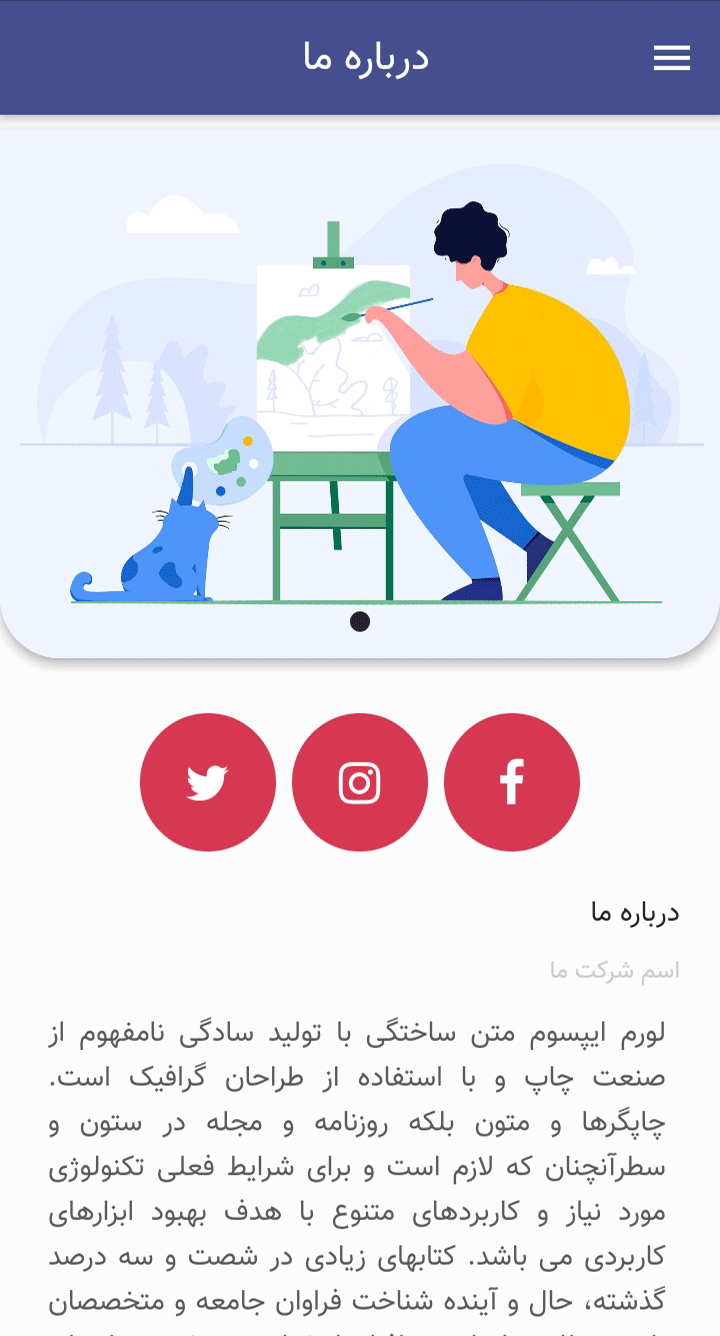 درباره ما
درباره ما
اسم شرکت ما
لورم ایپسوم متن ساختگی با تولید سادگی نامفهوم از
صنعت چاپ و با استفاده از طراحان گرافیک است.
چاپگرها و متون بلکه روزنامه و مجله در ستون و
سطرآنچنان که لازم است و برای شرایط فعلی تکنولوژی
مورد نیاز و کاربردهای متنوع با هدف بهبود ابزارهای
کاربردی می باشد. کتابهای زیادی در شصت و سه درصد
گذشته، حال و آینده شناخت فراوان جامعه و متخصصان